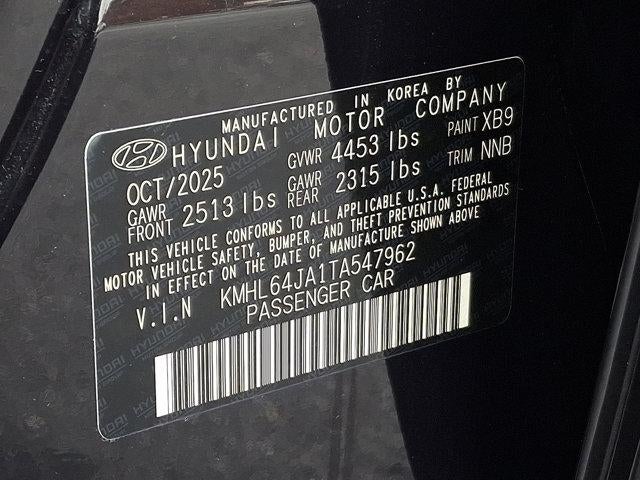 MANUFACTURED IN KOREA BY
HYUNDAI MOTOR COMPANY
OCT/2025 GVWR 4453 lbs PAINT XB9
GAWR FRONT 2513 lbs GAWR REAR 2315 lbs TRIM NNB
THIS VEHICLE CONFORMS TO ALL APPLICABLE U.S.A. FEDERAL
MOTOR VEHICLE SAFETY, BUMPER, AND THEFT PREVENTION STANDARDS
IN EFFECT ON THE DATE OF MANUFACTURE SHOWN ABOVE
V.I.N KMHL64JA1TA547962
PASSENGER CAR